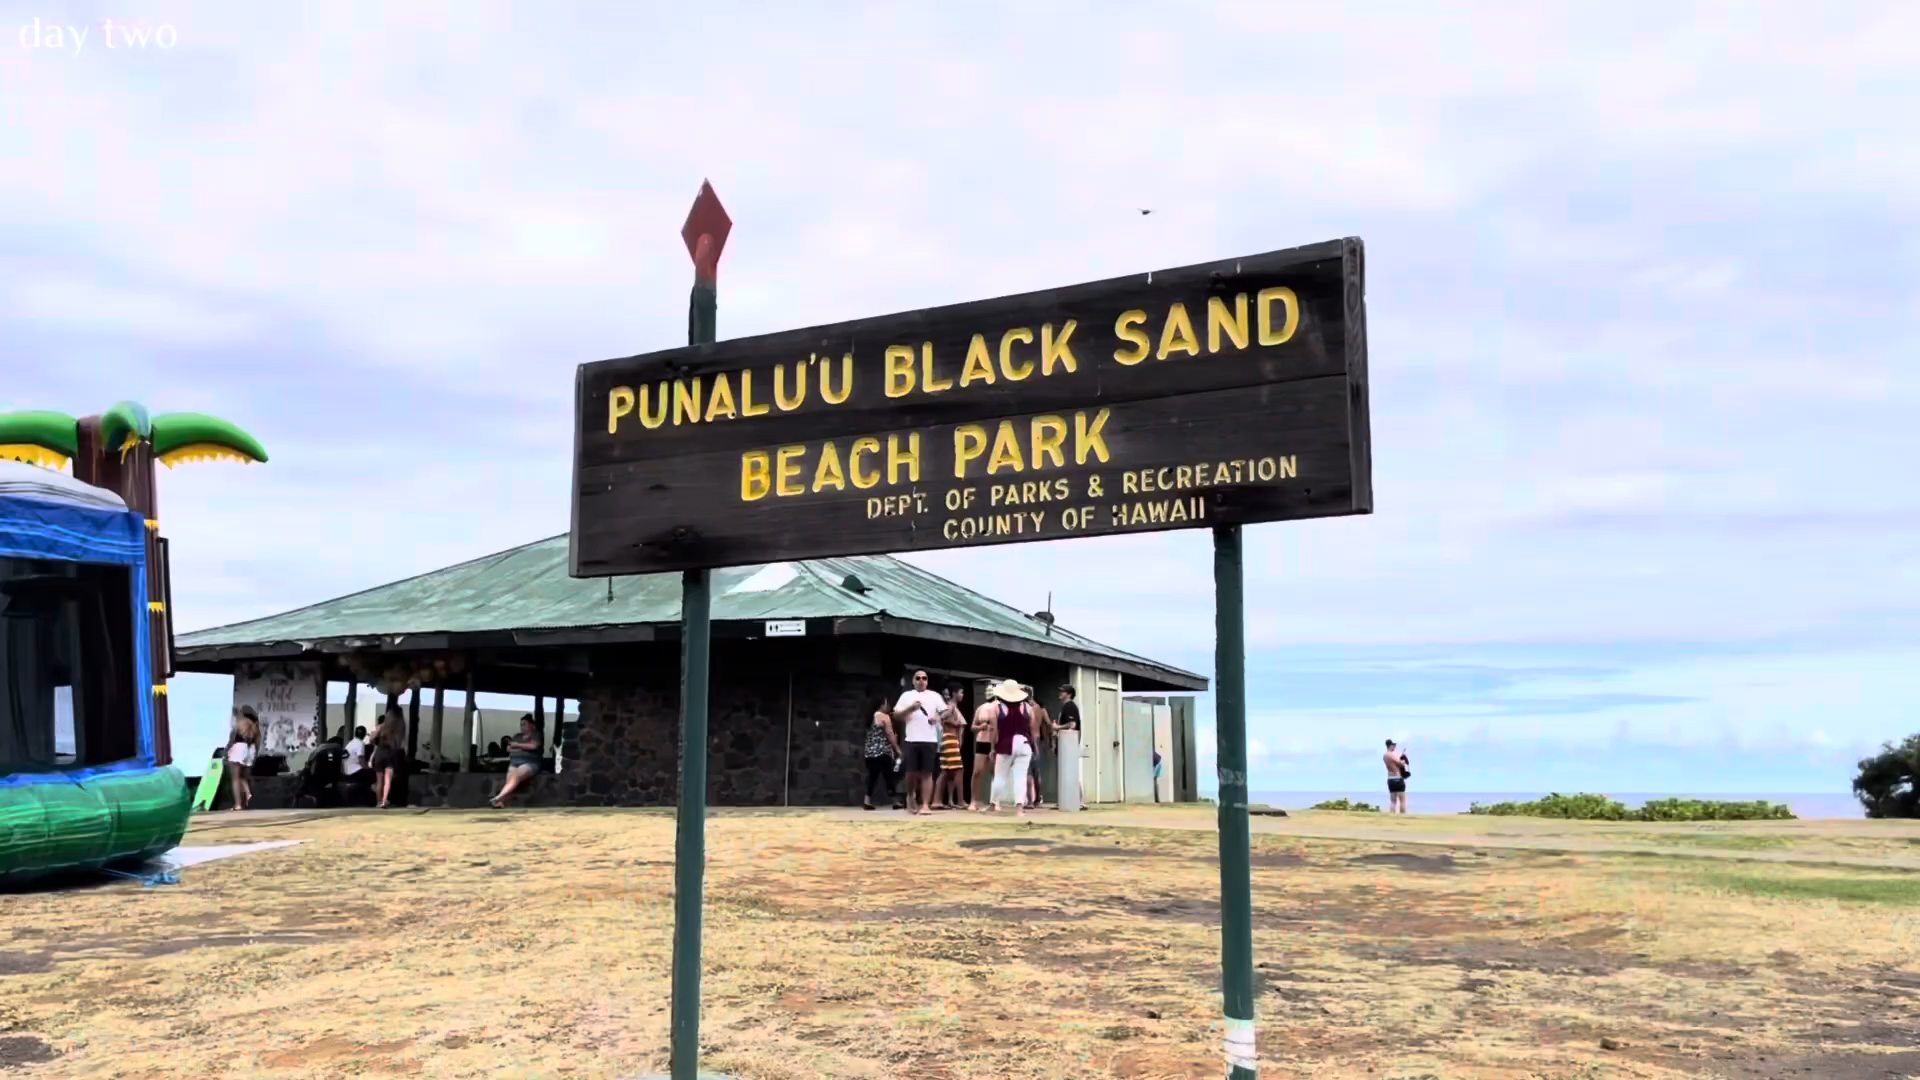 day two
PUNALU'U BLACK SAND
BEACH PARK
DEPT. OF PARKS & RECREATION
COUNTY OF HAWAII